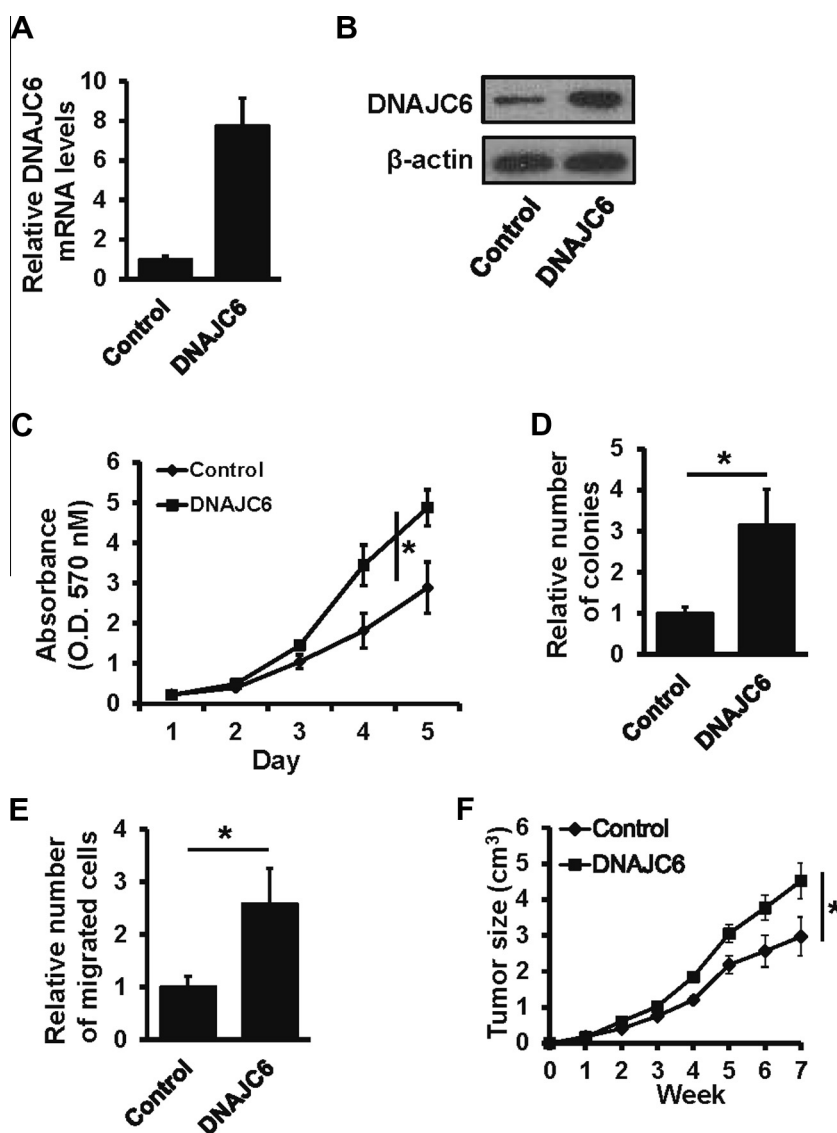 A
Relative DNAJC6
mRNA levels
10
8
6
4
2
0
Control
DNAJC6
B
DNAJC6
β-actin
Control
DNAJC6
C
Control
DNAJC6
Absorbance
(O.D. 570 nM)
6
5
4
3
2
1
0
*
1 2 3 4 5
Day
D
Relative number
of colonies
5
4
3
2
1
0
*
Control
DNAJC6
E
Relative number
of migrated cells
4
3
2
1
0
*
Control
DNAJC6
F
Control
DNAJC6
Tumor size (cm³)
6
5
4
3
2
1
0
*
0 1 2 3 4 5 6 7
Week